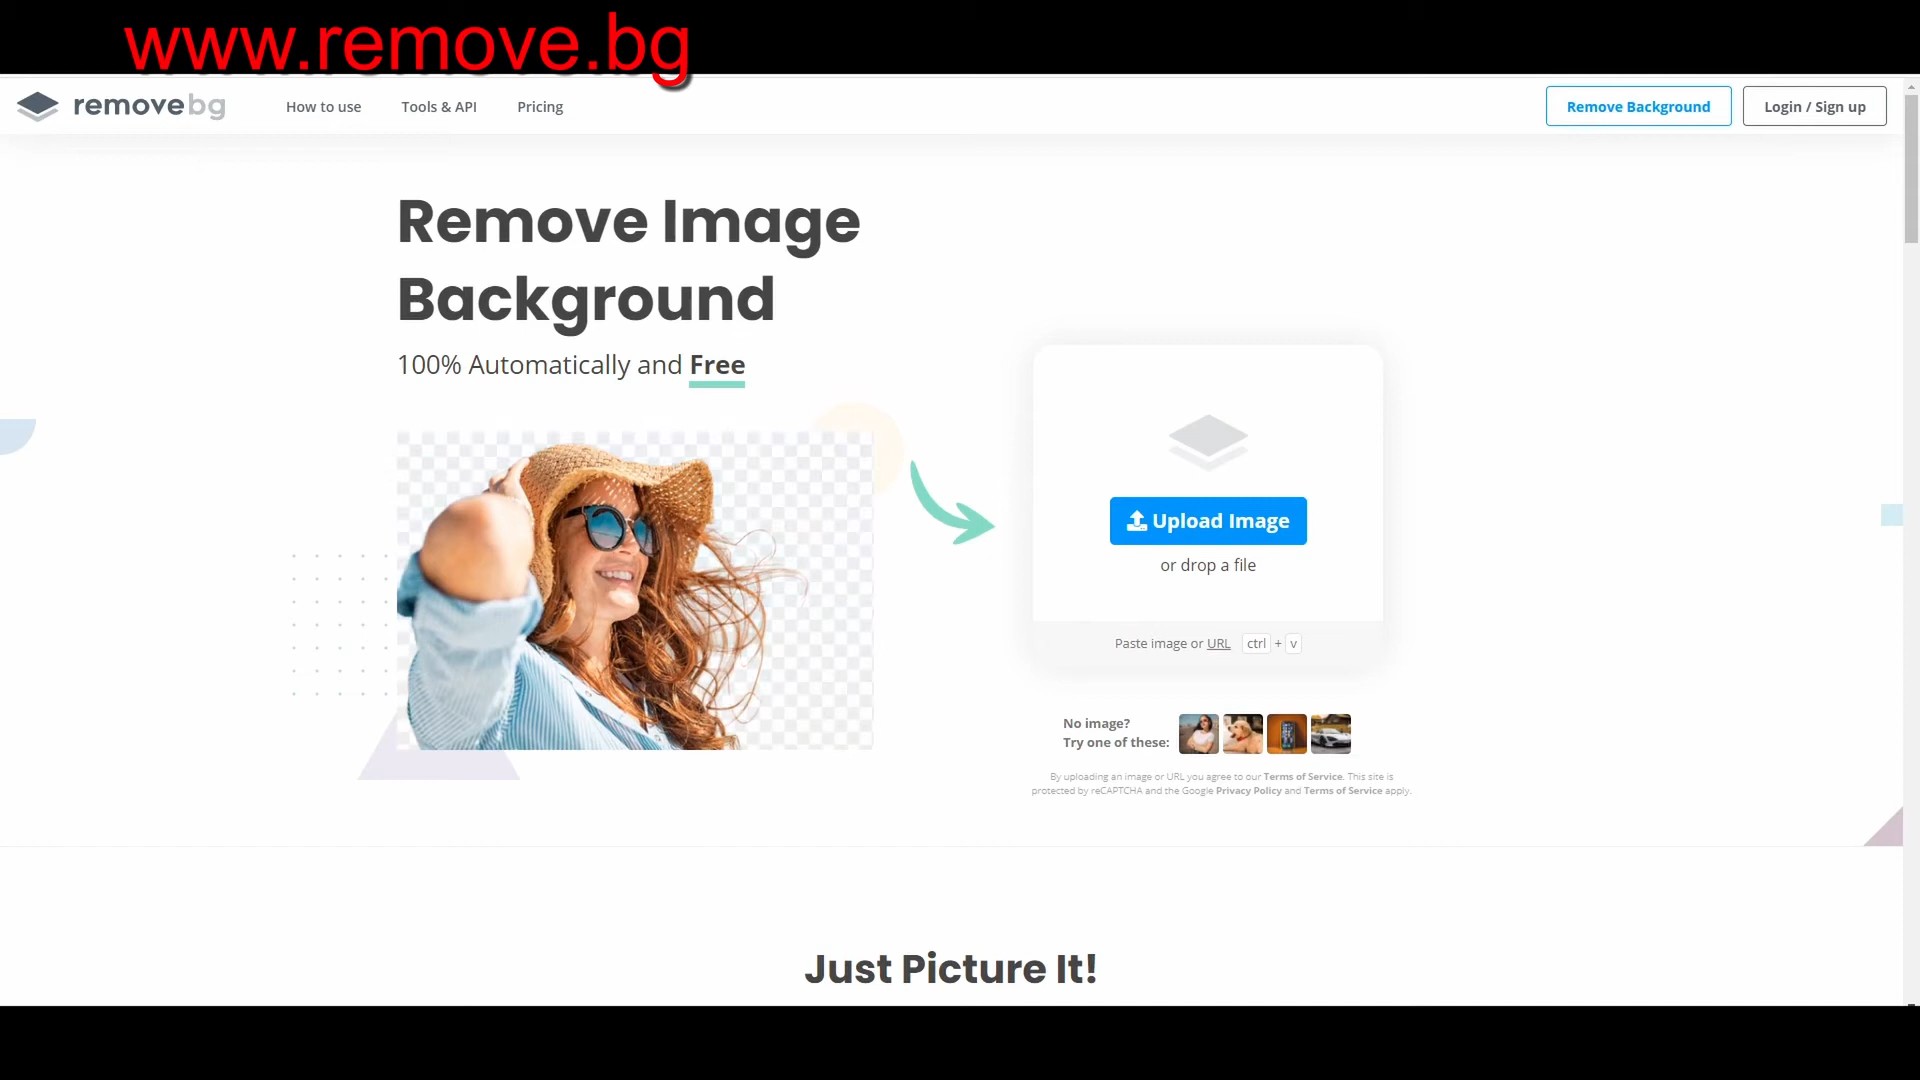 www.remove.bg
removebg How to use Tools & API Pricing Remove Background Login / Sign up
Remove Image
Background
100% Automatically and Free
Upload Image
or drop a file
Paste image or URL ctrl + v
No image?
Try one of these:
By uploading an image or URL you agree to our Terms of Service. This site is
protected by reCAPTCHA and the Google Privacy Policy and Terms of Service apply.
Just Picture It!